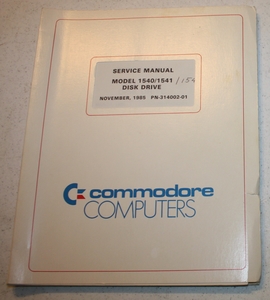 SERVICE MANUAL
MODEL 1540/1541
DISK DRIVE
NOVEMBER, 1985 PN-314002-01
commodore
COMPUTERS